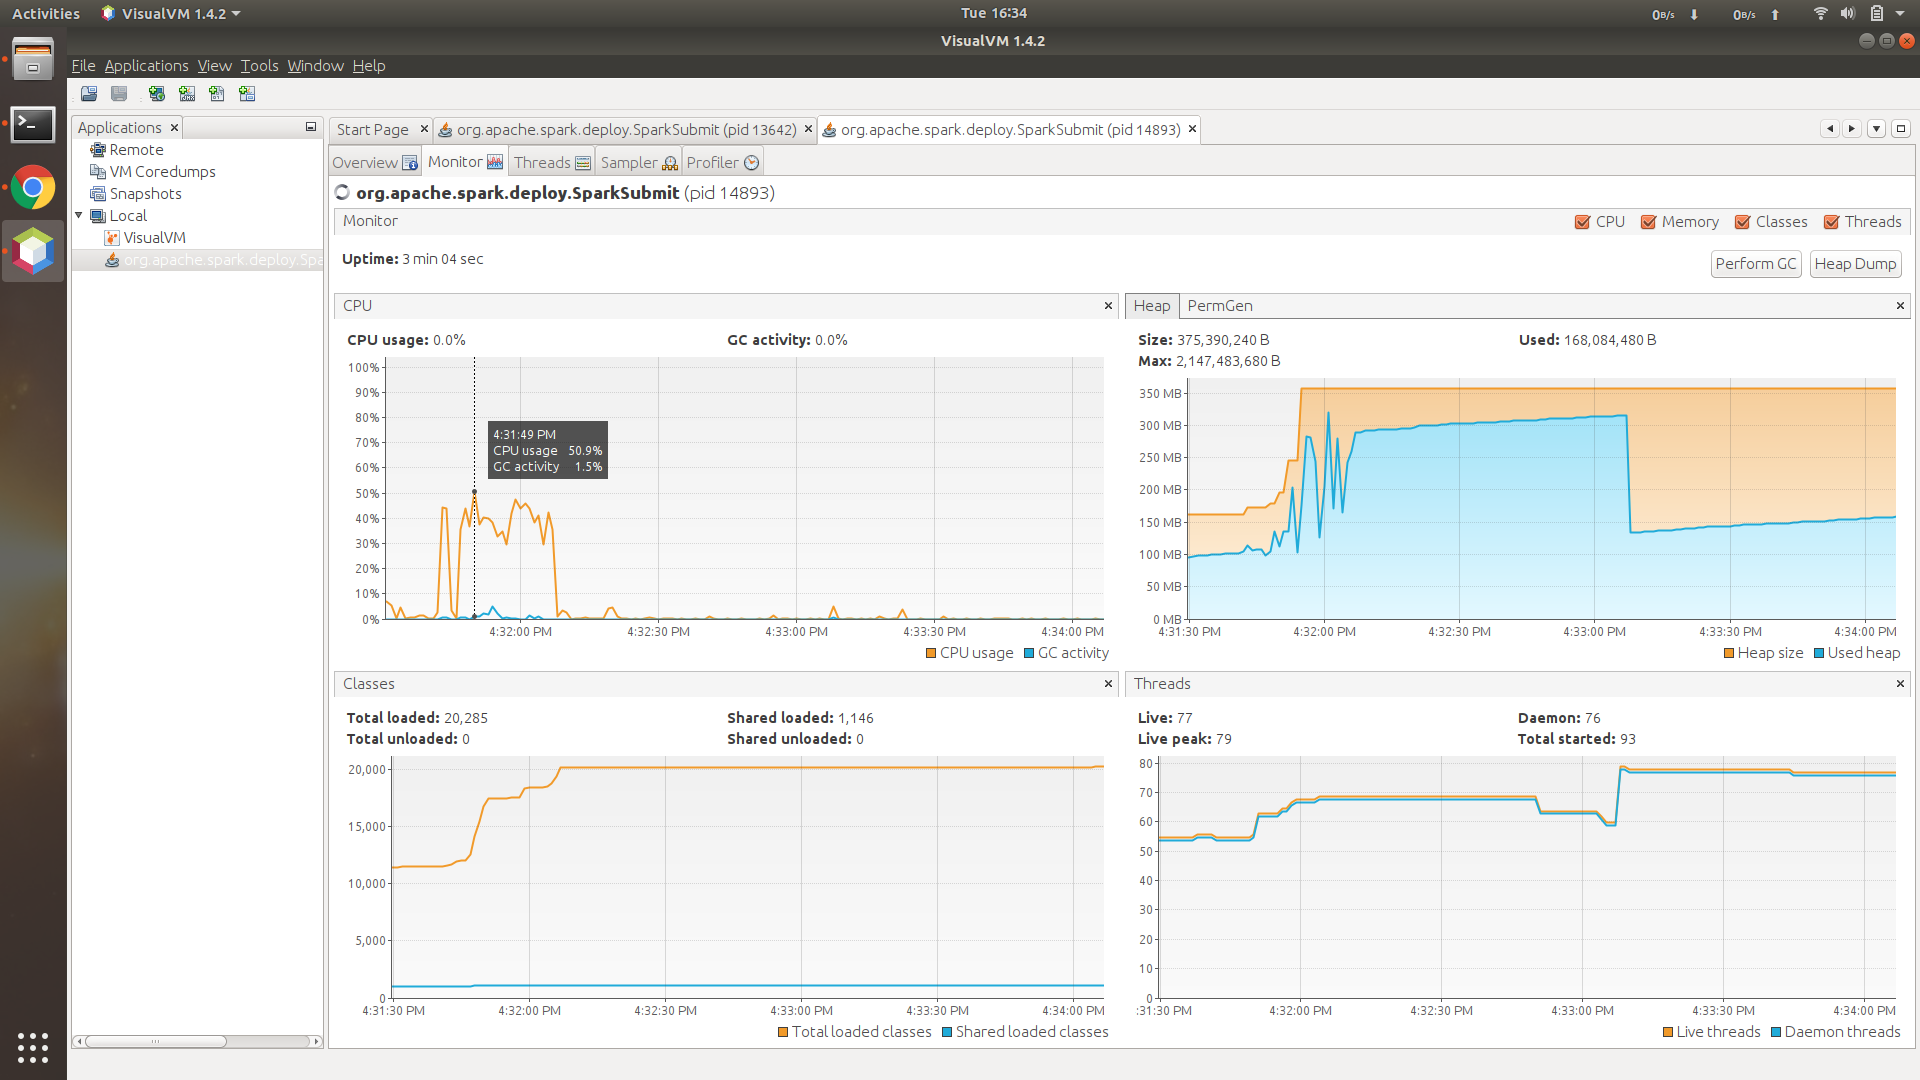 Activities
VisualVM 1.4.2
Tue 16:34
0B/s
0B/s
VisualVM 1.4.2
File Applications View Tools Window Help
Applications
Remote
VM Coredumps
Snapshots
Local
VisualVM
org.apache.spark.deploy.Spa
Start Page
org.apache.spark.deploy.SparkSubmit (pid 13642)
org.apache.spark.deploy.SparkSubmit (pid 14893)
Overview Monitor Threads Sampler Profiler
org.apache.spark.deploy.SparkSubmit (pid 14893)
Monitor
CPU Memory Classes Threads
Uptime: 3 min 04 sec
Perform GC
Heap Dump
CPU
CPU usage: 0.0% GC activity: 0.0%
100%
90%
80%
70%
60%
50%
40%
30%
20%
10%
0%
4:31:49 PM
CPU usage 50.9%
GC activity 1.5%
4:32:00 PM 4:32:30 PM 4:33:00 PM 4:33:30 PM 4:34:00 PM
CPU usage GC activity
Heap PermGen
Size: 375,390,240 B Used: 168,084,480 B
Max: 2,147,483,680 B
350 MB
300 MB
250 MB
200 MB
150 MB
100 MB
50 MB
0 MB
4:31:30 PM 4:32:00 PM 4:32:30 PM 4:33:00 PM 4:33:30 PM 4:34:00 PM
Heap size Used heap
Classes
Total loaded: 20,285 Shared loaded: 1,146
Total unloaded: 0 Shared unloaded: 0
20,000
15,000
10,000
5,000
0
4:31:30 PM 4:32:00 PM 4:32:30 PM 4:33:00 PM 4:33:30 PM 4:34:00 PM
Total loaded classes Shared loaded classes
Threads
Live: 77 Daemon: 76
Live peak: 79 Total started: 93
80
70
60
50
40
30
20
10
0
:31:30 PM 4:32:00 PM 4:32:30 PM 4:33:00 PM 4:33:30 PM 4:34:00 PM
Live threads Daemon threads